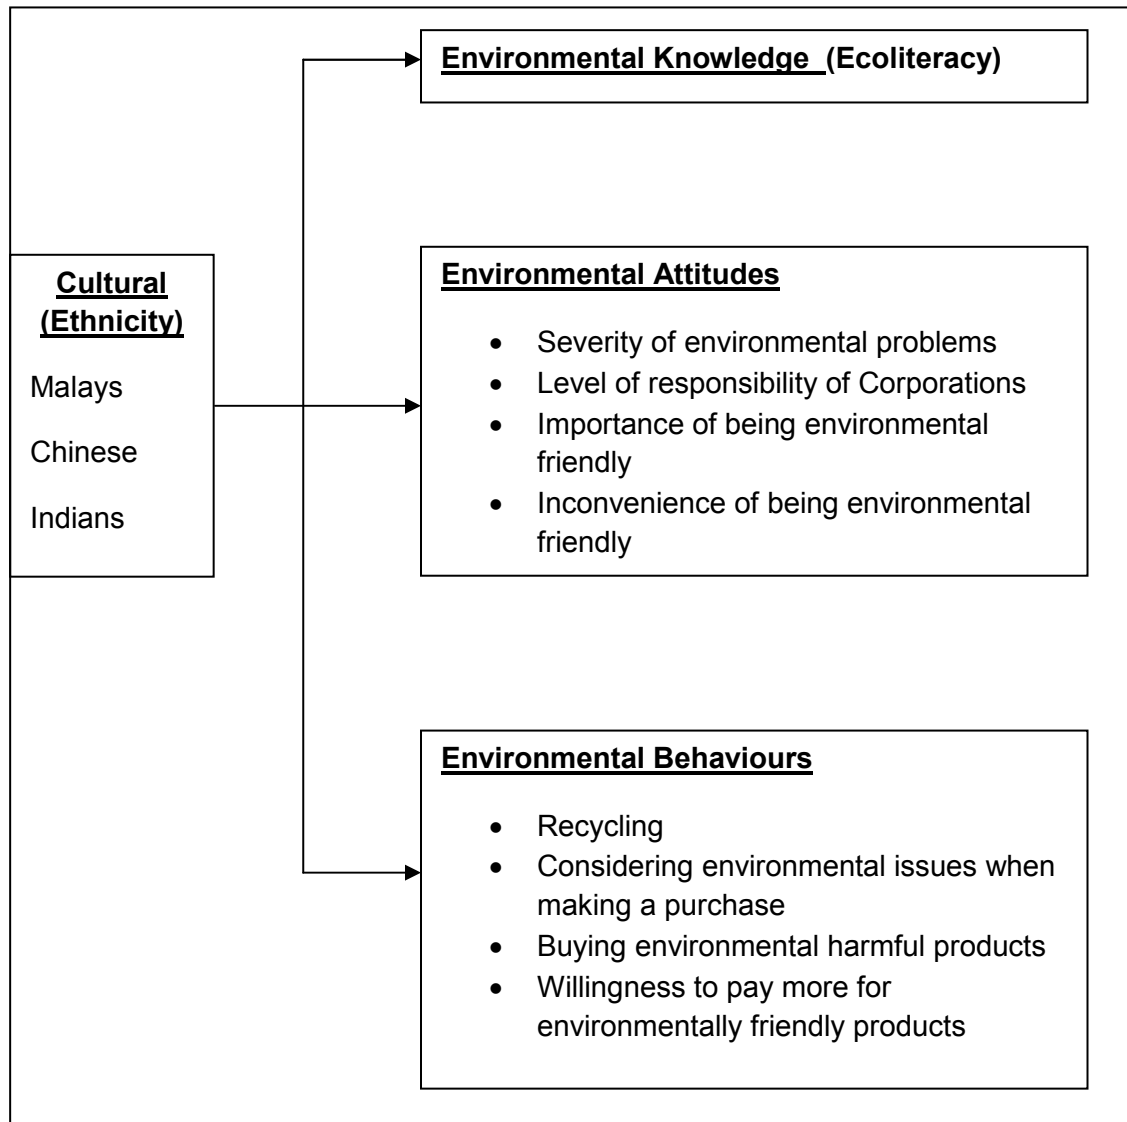 Environmental Knowledge (Ecoliteracy)
Cultural
(Ethnicity)
Malays
Chinese
Indians
Environmental Attitudes
• Severity of environmental problems
• Level of responsibility of Corporations
• Importance of being environmental
friendly
• Inconvenience of being environmental
friendly
Environmental Behaviours
• Recycling
• Considering environmental issues when
making a purchase
• Buying environmental harmful products
• Willingness to pay more for
environmentally friendly products